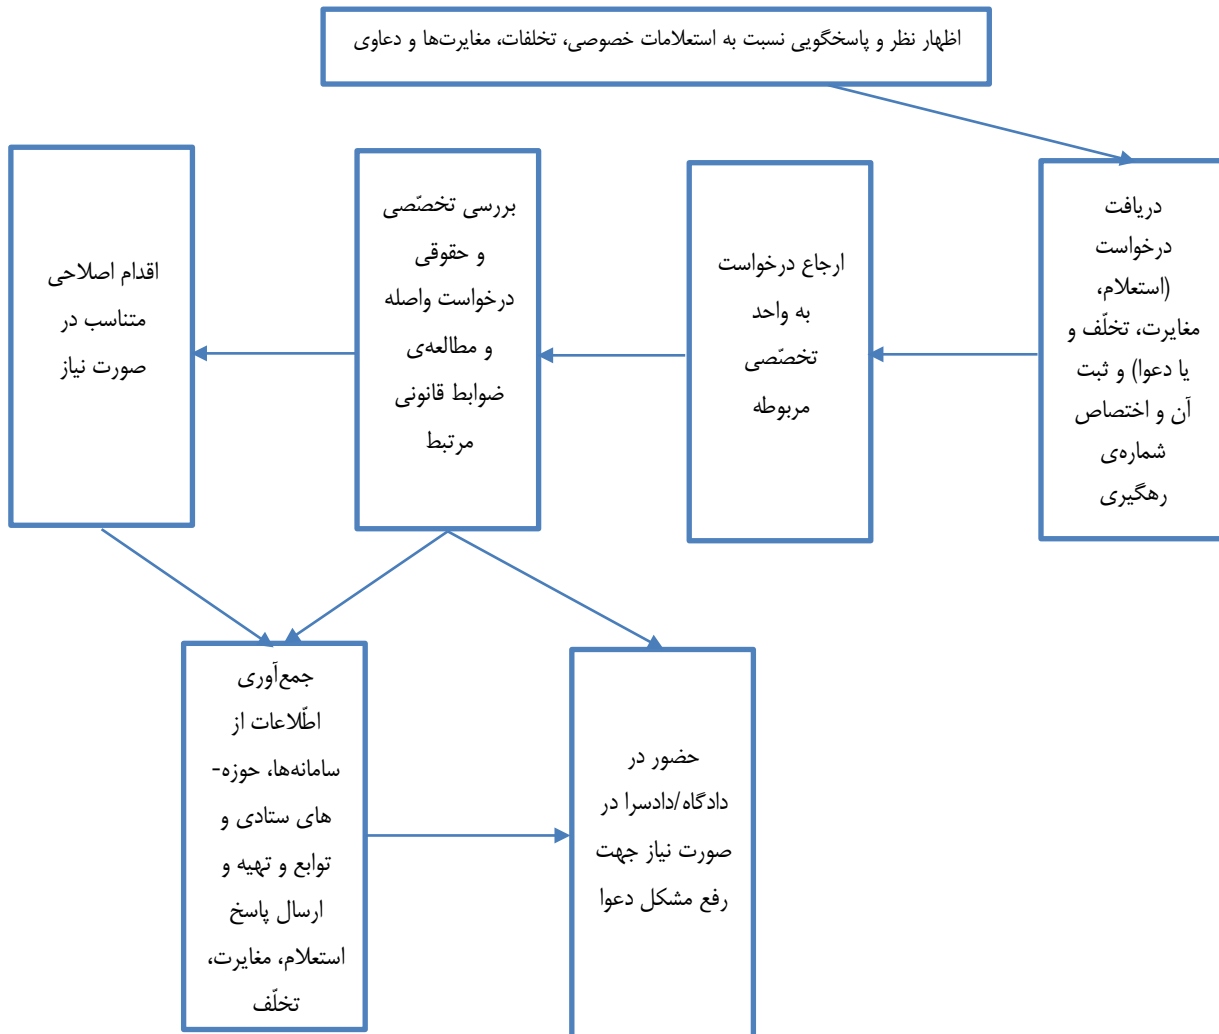 اظهار نظر و پاسخگویی نسبت به استعلامات خصوصی، تخلفات، مغایرت‌ها و دعاوی
دریافت
درخواست
(استعلام،
مغایرت، تخلّف و
یا دعوا) و ثبت
آن و اختصاص
شماره‌ی
رهگیری
ارجاع درخواست
به واحد
تخصّصی
مربوطه
بررسی تخصّصی
و حقوقی
درخواست واصله
و مطالعه‌ی
ضوابط قانونی
مرتبط
اقدام اصلاحی
متناسب در
صورت نیاز
جمع‌آوری
اطّلاعات از
سامانه‌ها، حوزه-
های ستادی و
توابع و تهیه و
ارسال پاسخ
استعلام، مغایرت،
تخلّف
حضور در
دادگاه/دادسرا در
صورت نیاز جهت
رفع مشکل دعوا